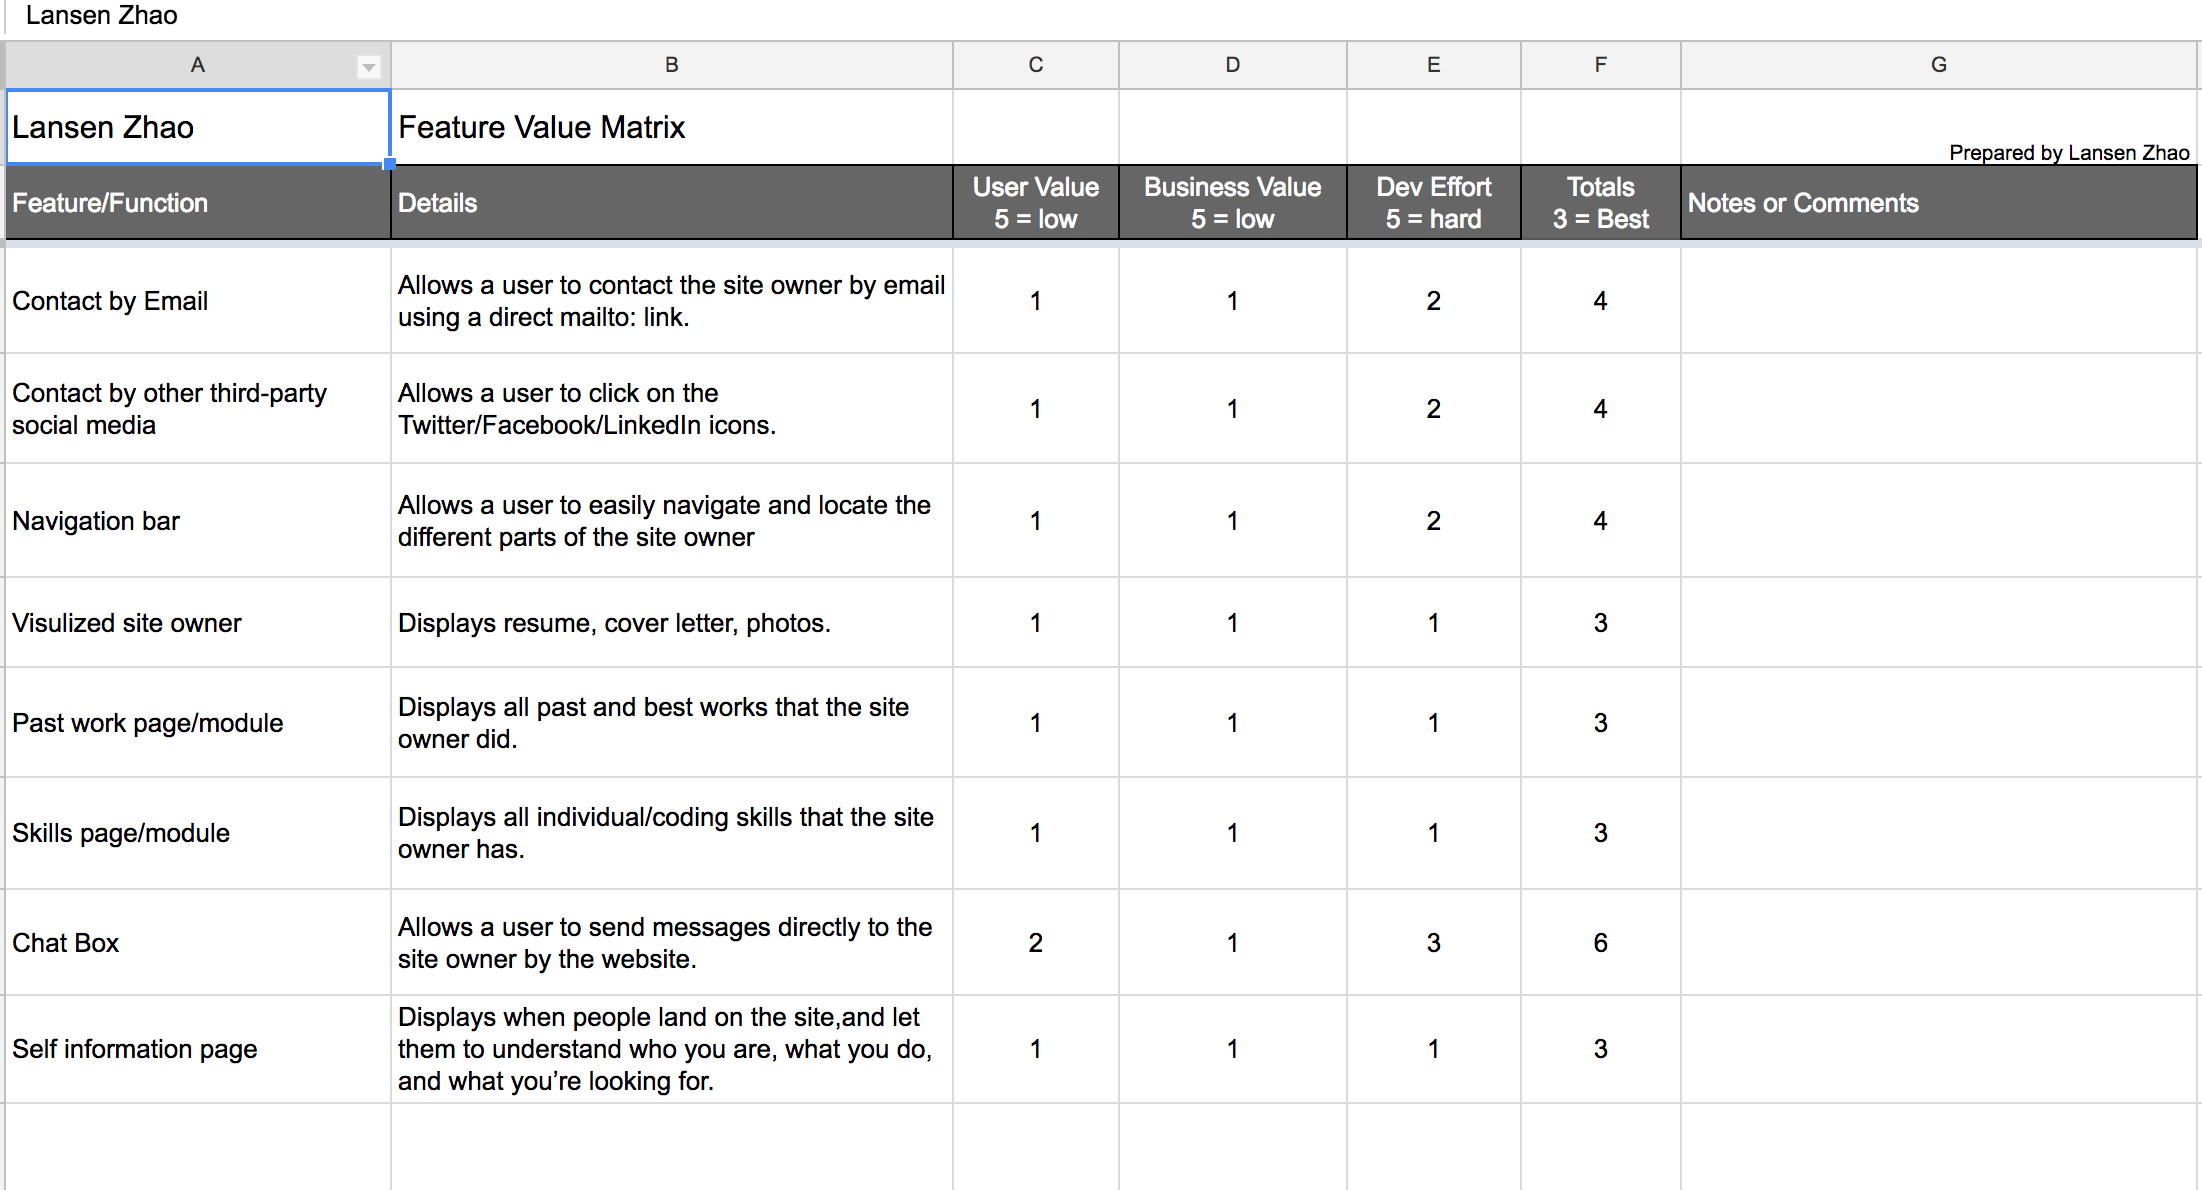 Lansen Zhao
A B C D E F G
Lansen Zhao Feature Value Matrix
Prepared by Lansen Zhao
Feature/Function Details User Value Business Value Dev Effort Totals Notes or Comments
5 = low 5 = low 5 = hard 3 = Best
Contact by Email
Allows a user to contact the site owner by email
using a direct mailto: link.
1 1 2 4
Contact by other third-party
social media
Allows a user to click on the
Twitter/Facebook/LinkedIn icons.
1 1 2 4
Navigation bar
Allows a user to easily navigate and locate the
different parts of the site owner
1 1 2 4
Visulized site owner
Displays resume, cover letter, photos.
1 1 1 3
Past work page/module
Displays all past and best works that the site
owner did.
1 1 1 3
Skills page/module
Displays all individual/coding skills that the site
owner has.
1 1 1 3
Chat Box
Allows a user to send messages directly to the
site owner by the website.
2 1 3 6
Self information page
Displays when people land on the site,and let
them to understand who you are, what you do,
and what you’re looking for.
1 1 1 3